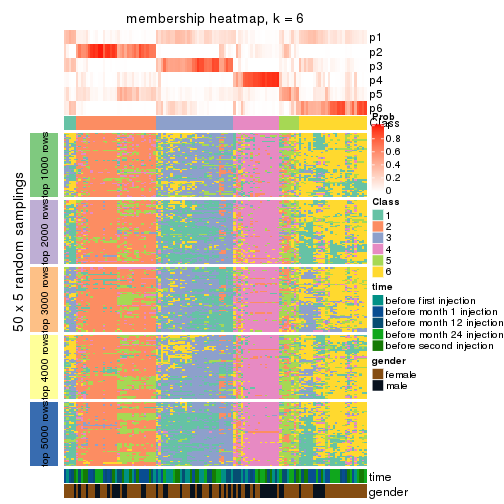 membership heatmap, k = 6
p1
p2
p3
p4
p5
p6
Class
Prob
1
0.8
0.6
0.4
0.2
0
Class
1
2
3
4
5
6
time
before first injection
before month 1 injection
before month 12 injection
before month 24 injection
before second injection
gender
female
male
50 x 5 random samplings
top 1000 rows
top 2000 rows
top 3000 rows
top 4000 rows
top 5000 rows
time
gender